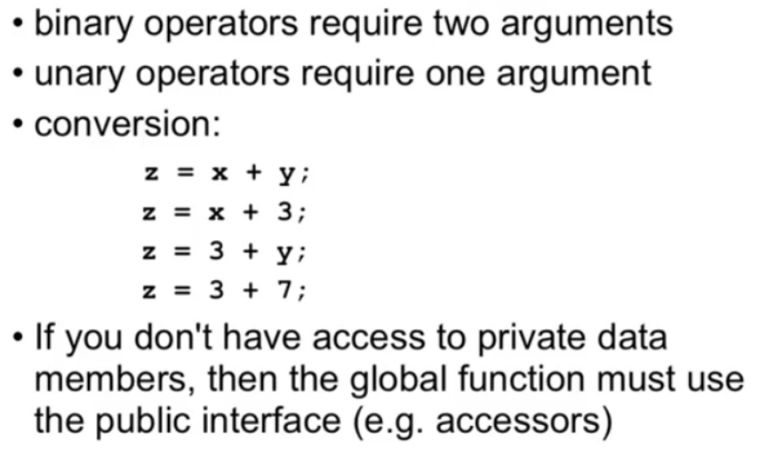 • binary operators require two arguments
• unary operators require one argument
• conversion:
z = x + y;
z = x + 3;
z = 3 + y;
z = 3 + 7;
• If you don't have access to private data
members, then the global function must use
the public interface (e.g. accessors)